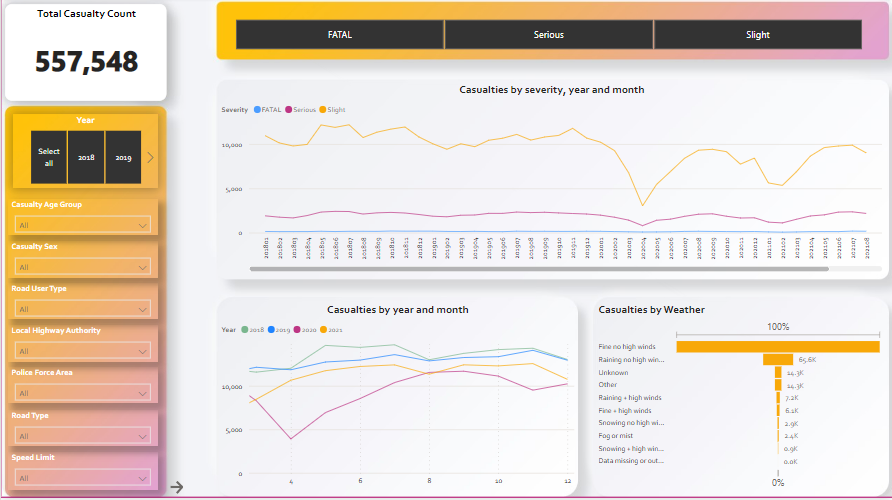 Total Casualty Count
557,548
FATAL
Serious
Slight
Year
Select all
2018
2019
Casualty Age Group
All
Casualty Sex
All
Road User Type
All
Local Highway Authority
All
Police Force Area
All
Road Type
All
Speed Limit
All
Casualties by severity, year and month
Severity FATAL Serious Slight
10,000
5,000
0
201801 201802 201803 201804 201805 201806 201807 201808 201809 201810 201811 201812 201901 201902 201903 201904 201905 201906 201907 201908 201909 201910 201911 201912 202001 202002 202003 202004 202005 202006 202007 202008 202009 202010 202011 202012 202101 202102 202103 202104 202105 202106 202107 202108
Casualties by year and month
Year 2018 2019 2020 2021
10,000
5,000
0
4 6 8 10 12
Casualties by Weather
100%
Fine no high winds
Raining no high win... 65.6K
Unknown 14.3K
Other 14.3K
Raining + high winds 7.2K
Fine + high winds 6.1K
Snowing no high wi... 2.9K
Fog or mist 2.4K
Snowing + high win... 0.9K
Data missing or out... 0.0K
0%